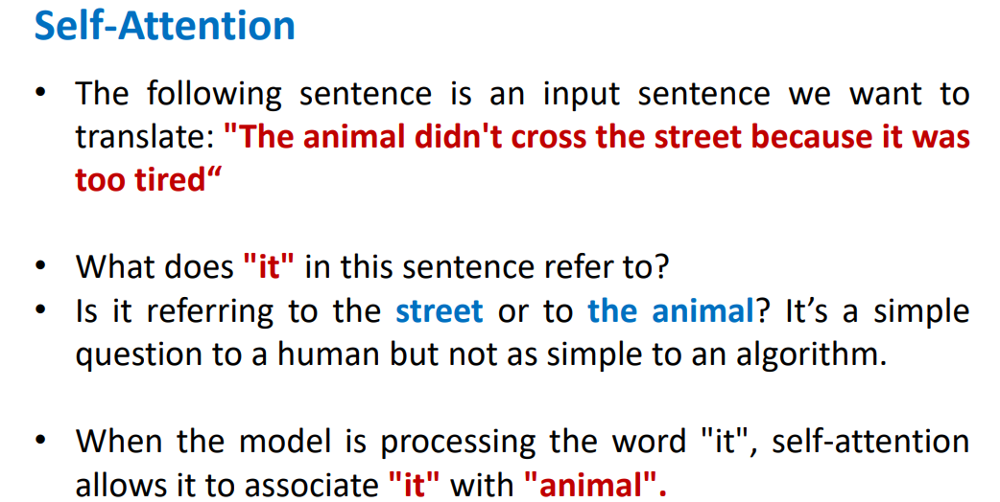 Self-Attention
• The following sentence is an input sentence we want to
translate: "The animal didn't cross the street because it was
too tired“
• What does "it" in this sentence refer to?
• Is it referring to the street or to the animal? It’s a simple
question to a human but not as simple to an algorithm.
• When the model is processing the word "it", self-attention
allows it to associate "it" with "animal".